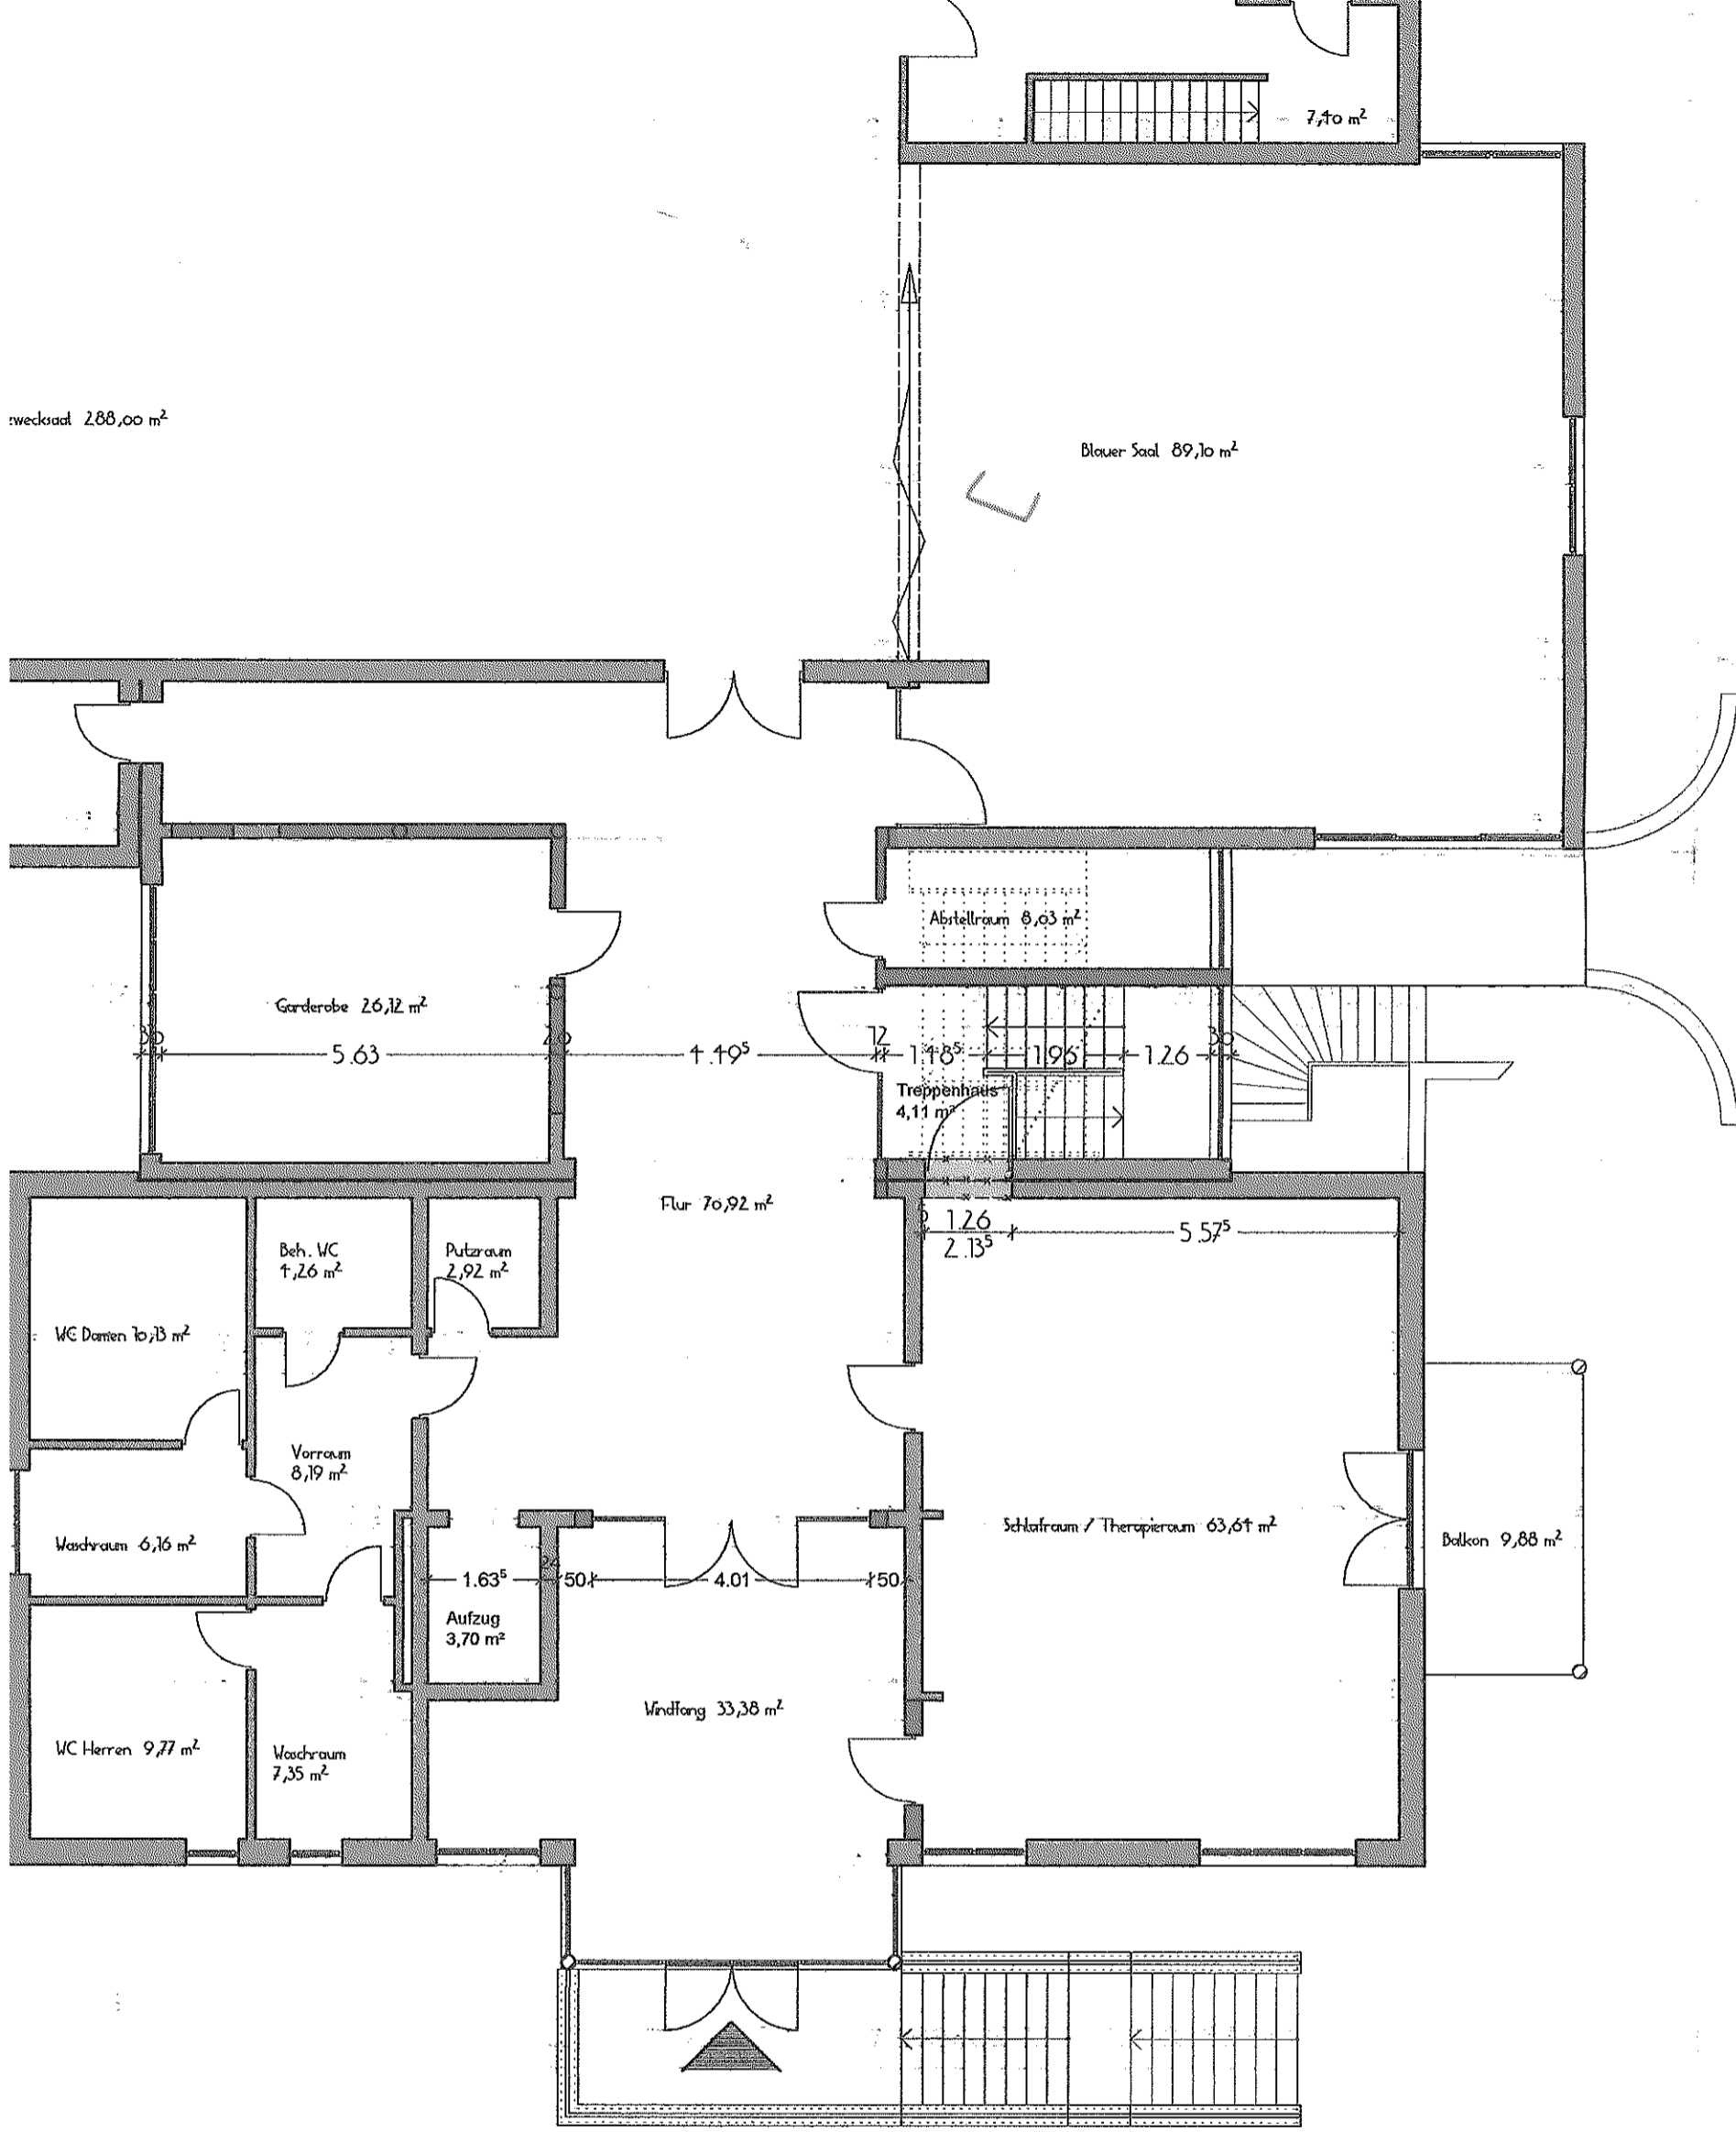 7,40 m²
zwecksaal 288,00 m²
Blauer Saal 89,10 m²
Abstellraum 8,03 m²
Garderobe 26,12 m²
5.63
4.49⁵
12
1.18⁵
1.96
1.26
36
Treppenhaus
4,11 m²
Flur 70,92 m²
1.26
2.13⁵
5.57⁵
Beh. WC
4,26 m²
Putzraum
2,92 m²
WC Damen 10,13 m²
Vorraum
8,19 m²
Waschraum 6,16 m²
Schlafraum / Therapieraum 63,64 m²
Balkon 9,88 m²
1.63⁵
24
50
4.01
50
Aufzug
3,70 m²
Windfang 33,38 m²
WC Herren 9,77 m²
Waschraum
7,35 m²